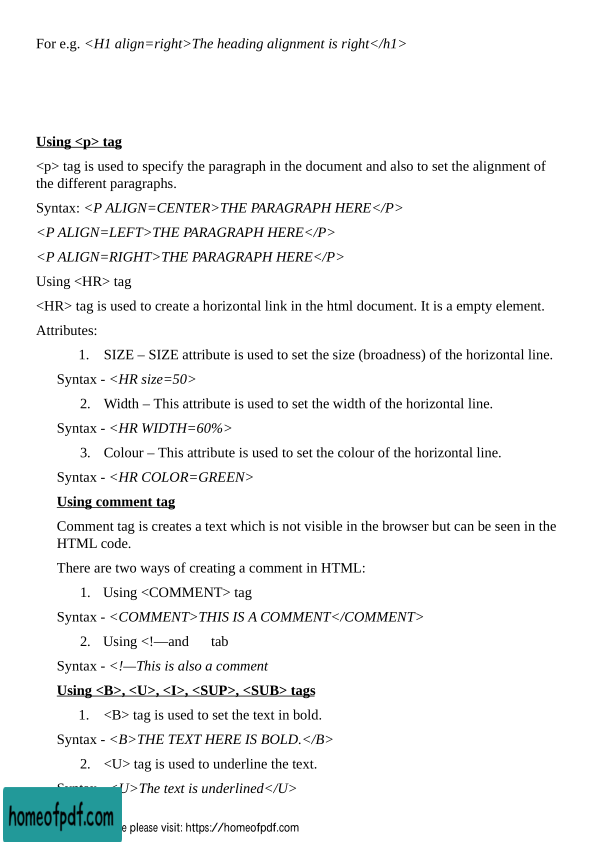 For e.g. <H1 align=right>The heading alignment is right</h1>
Using <p> tag
<p> tag is used to specify the paragraph in the document and also to set the alignment of
the different paragraphs.
Syntax: <P ALIGN=CENTER>THE PARAGRAPH HERE</P>
<P ALIGN=LEFT>THE PARAGRAPH HERE</P>
<P ALIGN=RIGHT>THE PARAGRAPH HERE</P>
Using <HR> tag
<HR> tag is used to create a horizontal link in the html document. It is a empty element.
Attributes:
1. SIZE – SIZE attribute is used to set the size (broadness) of the horizontal line.
Syntax - <HR size=50>
2. Width – This attribute is used to set the width of the horizontal line.
Syntax - <HR WIDTH=60%>
3. Colour – This attribute is used to set the colour of the horizontal line.
Syntax - <HR COLOR=GREEN>
Using comment tag
Comment tag is creates a text which is not visible in the browser but can be seen in the
HTML code.
There are two ways of creating a comment in HTML:
1. Using <COMMENT> tag
Syntax - <COMMENT>THIS IS A COMMENT</COMMENT>
2. Using <!—and tab
Syntax - <!—This is also a comment
Using <B>, <U>, <I>, <SUP>, <SUB> tags
1. <B> tag is used to set the text in bold.
Syntax - <B>THE TEXT HERE IS BOLD.</B>
2. <U> tag is used to underline the text.
<U>The text is underlined</U>
homeofpdf.com
please visit: https://homeofpdf.com